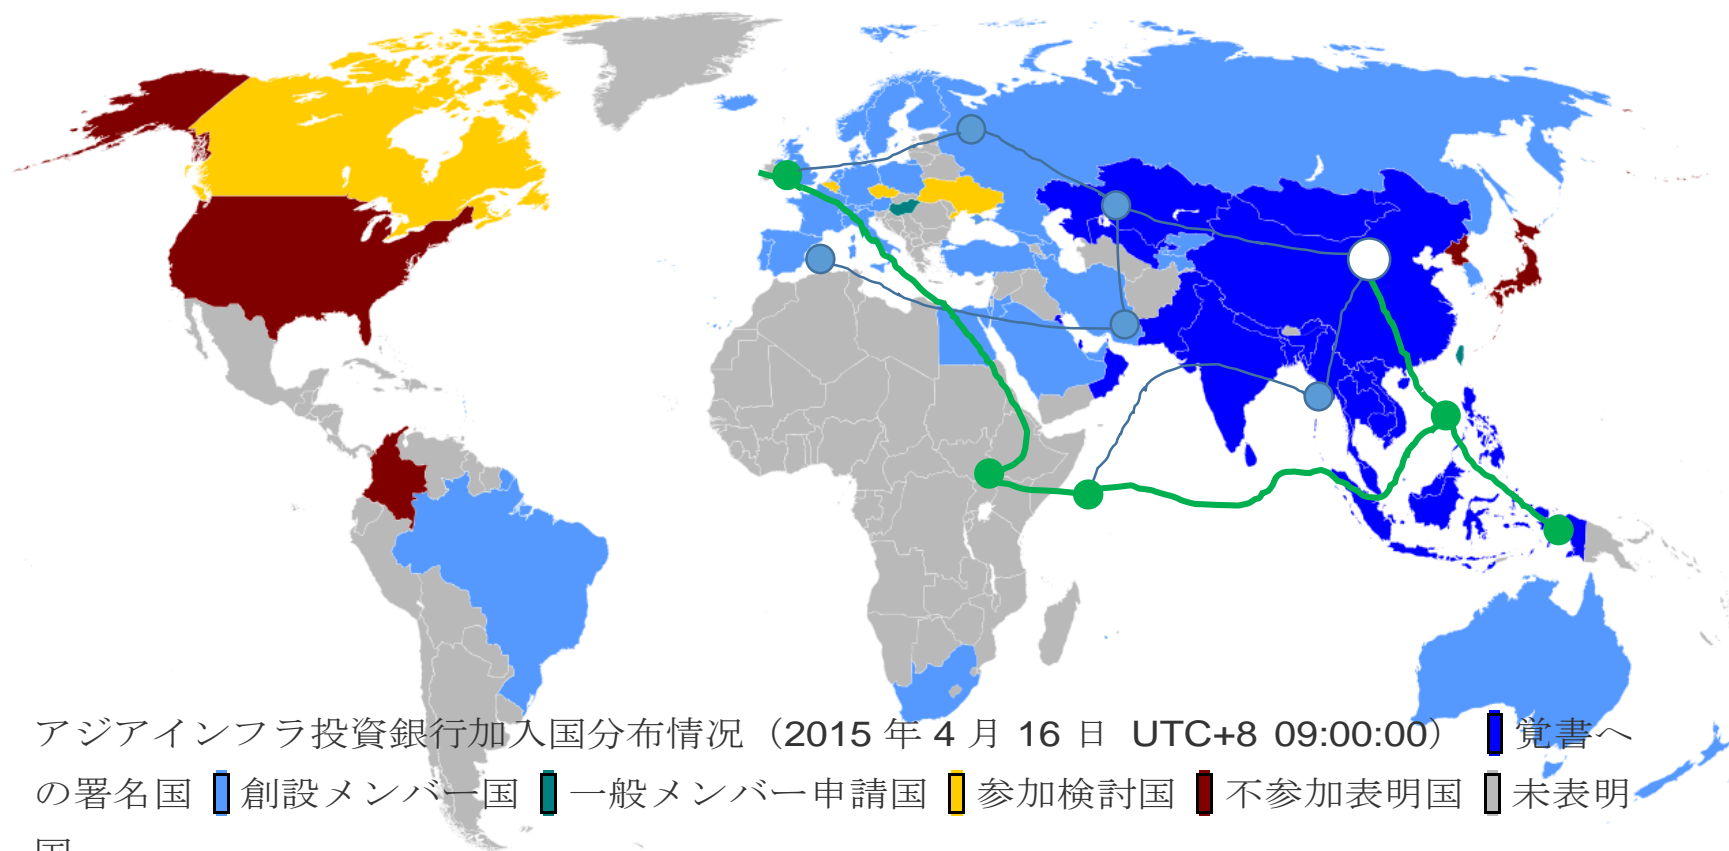 アジアインフラ投資銀行加入国分布情况（2015 年 4 月 16 日 UTC+8 09:00:00） 覚書へ
の署名国 創設メンバー国 一般メンバー申請国 参加検討国 不参加表明国 未表明
国